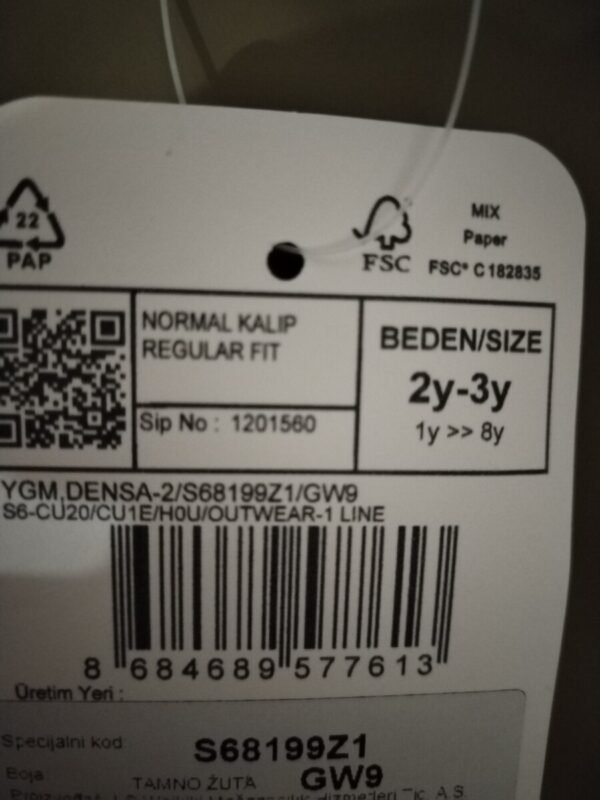 22
PAP
FSC
MIX
Paper
FSC® C182835
NORMAL KALIP
REGULAR FIT
Sip No : 1201560
BEDEN/SIZE
2y-3y
1y >> 8y
YGM,DENSA-2/S68199Z1/GW9
S6-CU20/CU1E/H0U/OUTWEAR-1 LINE
8 684689 577613
Üretim Yeri :
Specijalni kod: S68199Z1
Boja: TAMNO ŽUTA GW9